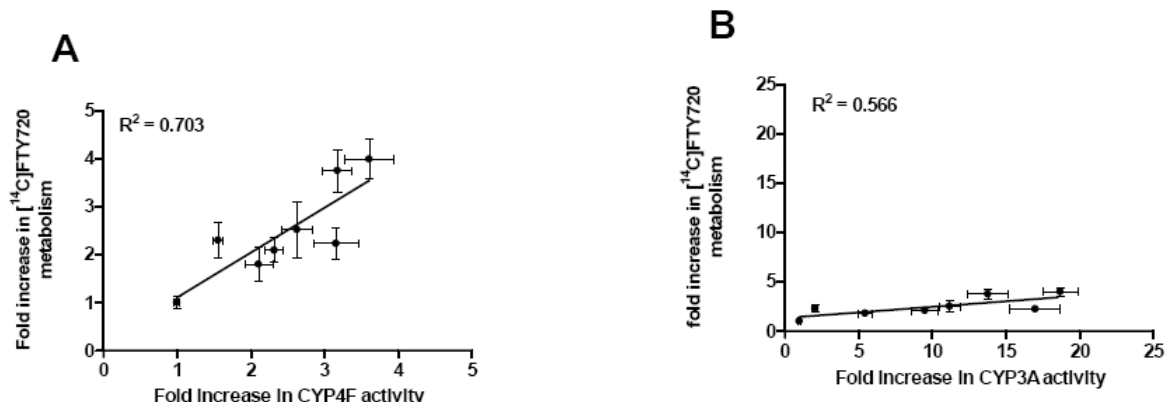 A
Fold increase in [14C]FTY720
metabolism
R2 = 0.703
5
4
3
2
1
0
0 1 2 3 4 5
Fold increase in CYP4F activity
B
fold increase in [14C]FTY720
metabolism
R2 = 0.566
25
20
15
10
5
0
0 5 10 15 20 25
Fold increase in CYP3A activity